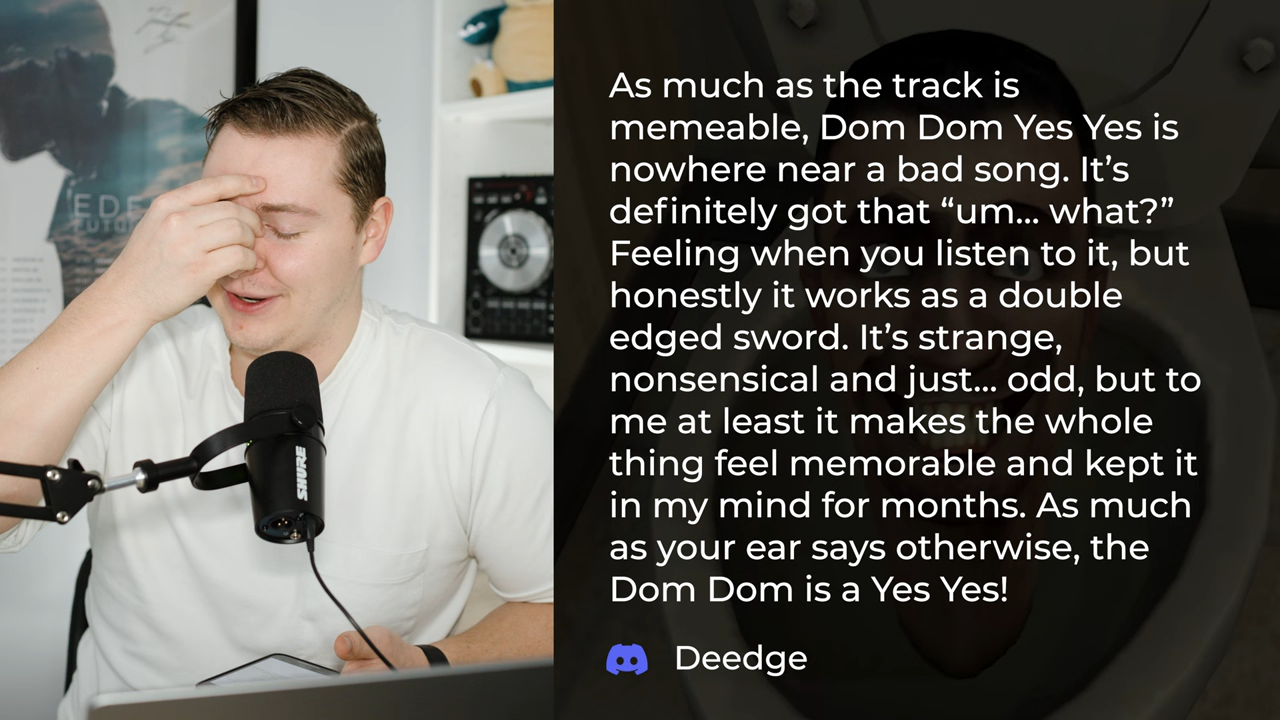 As much as the track is
memeable, Dom Dom Yes Yes is
nowhere near a bad song. It’s
definitely got that “um... what?”
Feeling when you listen to it, but
honestly it works as a double
edged sword. It’s strange,
nonsensical and just... odd, but to
me at least it makes the whole
thing feel memorable and kept it
in my mind for months. As much
as your ear says otherwise, the
Dom Dom is a Yes Yes!
Deedge
SHURE